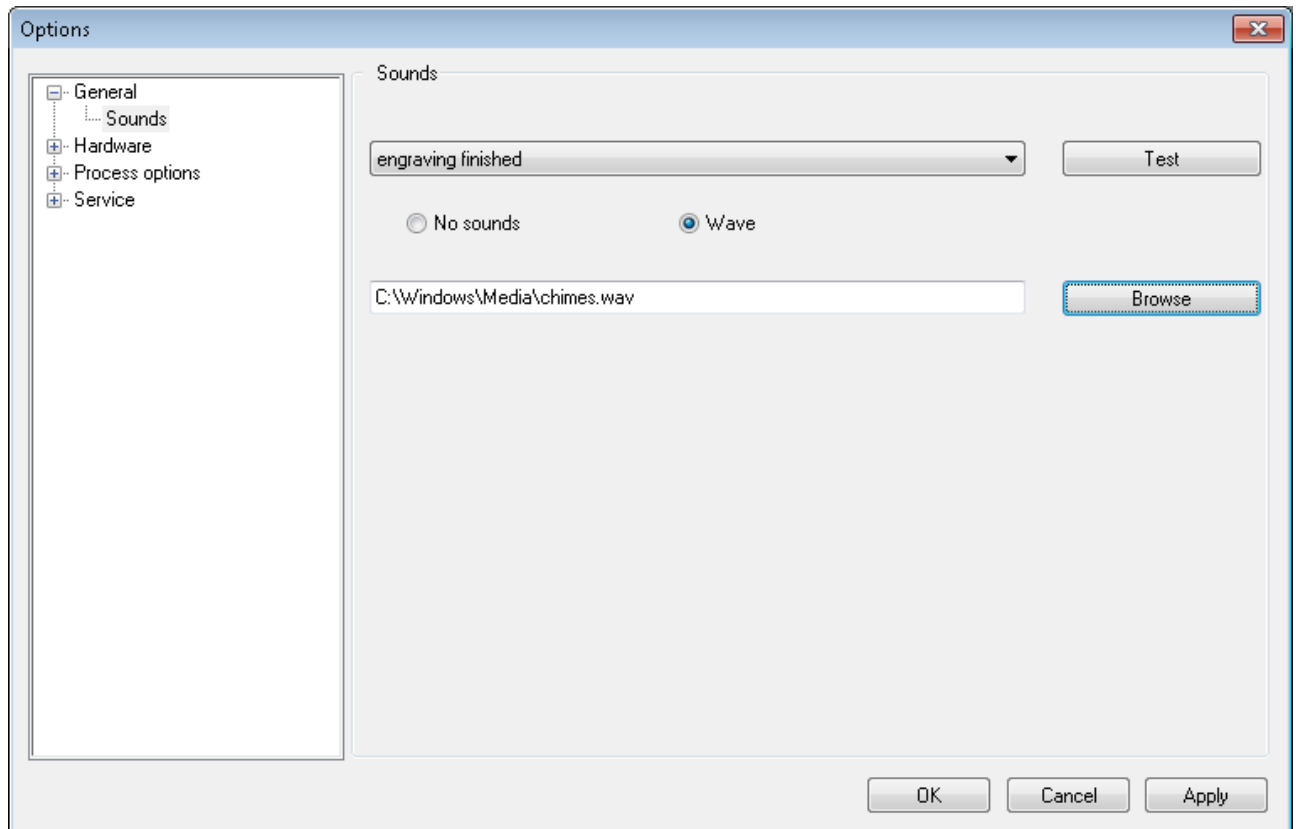 Options
General
Sounds
Hardware
Process options
Service
Sounds
engraving finished
Test
No sounds
Wave
C:\Windows\Media\chimes.wav
Browse
OK
Cancel
Apply